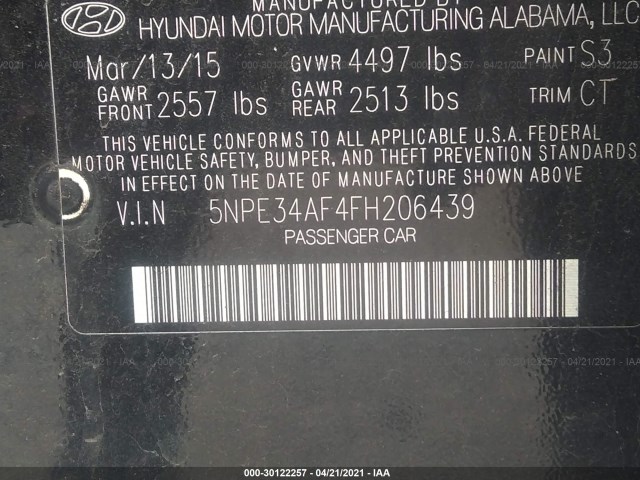 MANUFACTURED BY
HYUNDAI MOTOR MANUFACTURING ALABAMA, LLC
Mar/13/15 GVWR 4497 lbs PAINT S3
GAWR FRONT 2557 lbs GAWR REAR 2513 lbs TRIM CT
THIS VEHICLE CONFORMS TO ALL APPLICABLE U.S.A. FEDERAL
MOTOR VEHICLE SAFETY, BUMPER, AND THEFT PREVENTION STANDARDS
IN EFFECT ON THE DATE OF MANUFACTURE SHOWN ABOVE
V.I.N 5NPE34AF4FH206439
PASSENGER CAR
000-30122257 - 04/21/2021 - IAA